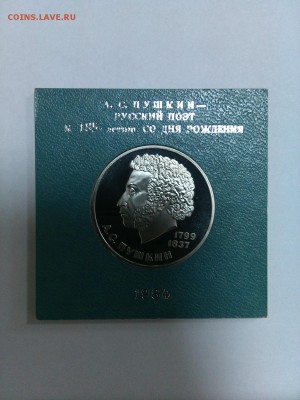 COINS.LAVE.RU
А. С. ПУШКИН—
РУССКИЙ ПОЭТ
К 185-летию СО ДНЯ РОЖДЕНИЯ
1799
1837
А.С.ПУШКИН
1984